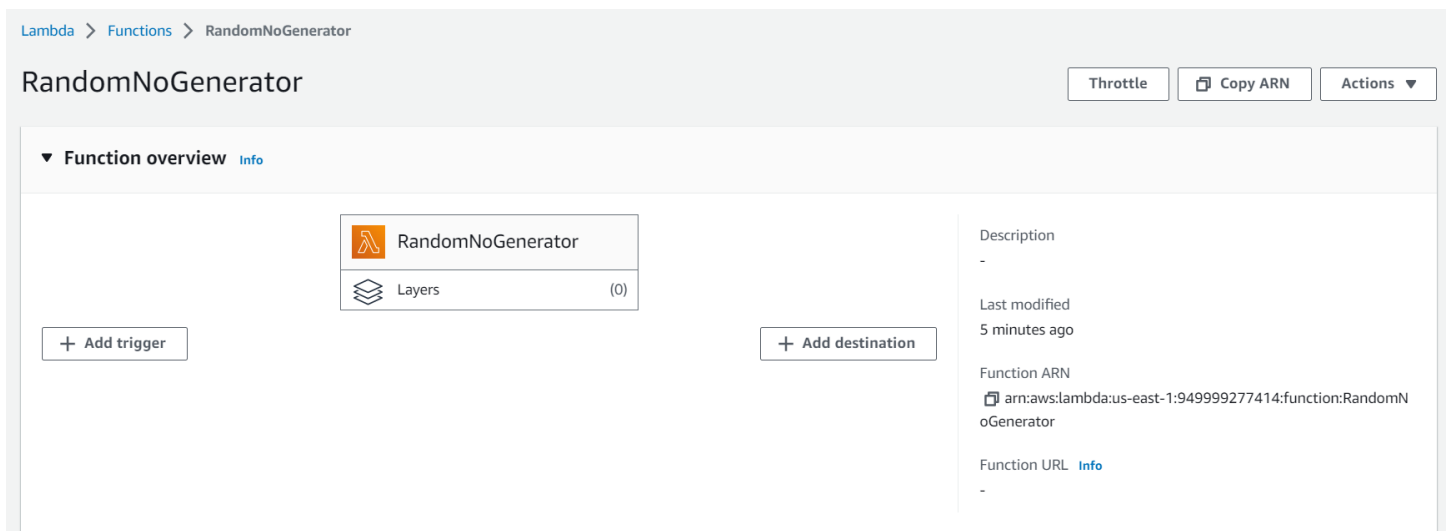 Lambda > Functions > RandomNoGenerator
RandomNoGenerator
Throttle
Copy ARN
Actions ▼
▼ Function overview Info
RandomNoGenerator
Layers (0)
+ Add trigger
+ Add destination
Description
-
Last modified
5 minutes ago
Function ARN
arn:aws:lambda:us-east-1:949999277414:function:RandomN
oGenerator
Function URL Info
-